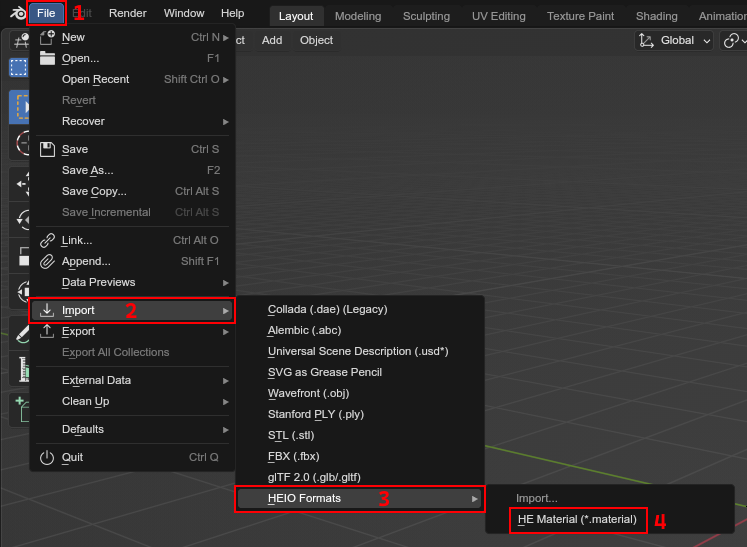 File 1 Edit Render Window Help Layout Modeling Sculpting UV Editing Texture Paint Shading Animation
ct Add Object Global
New Ctrl N
Open... F1
Open Recent Shift Ctrl O
Revert
Recover
Save Ctrl S
Save As... F2
Save Copy... Ctrl Alt S
Save Incremental Ctrl Alt S
Link... Ctrl Alt O
Append... Shift F1
Data Previews
Import 2
Export
Export All Collections
External Data
Clean Up
Defaults
Quit Ctrl Q
Collada (.dae) (Legacy)
Alembic (.abc)
Universal Scene Description (.usd*)
SVG as Grease Pencil
Wavefront (.obj)
Stanford PLY (.ply)
STL (.stl)
FBX (.fbx)
glTF 2.0 (.glb/.gltf)
HEIO Formats 3
Import...
HE Material (*.material) 4